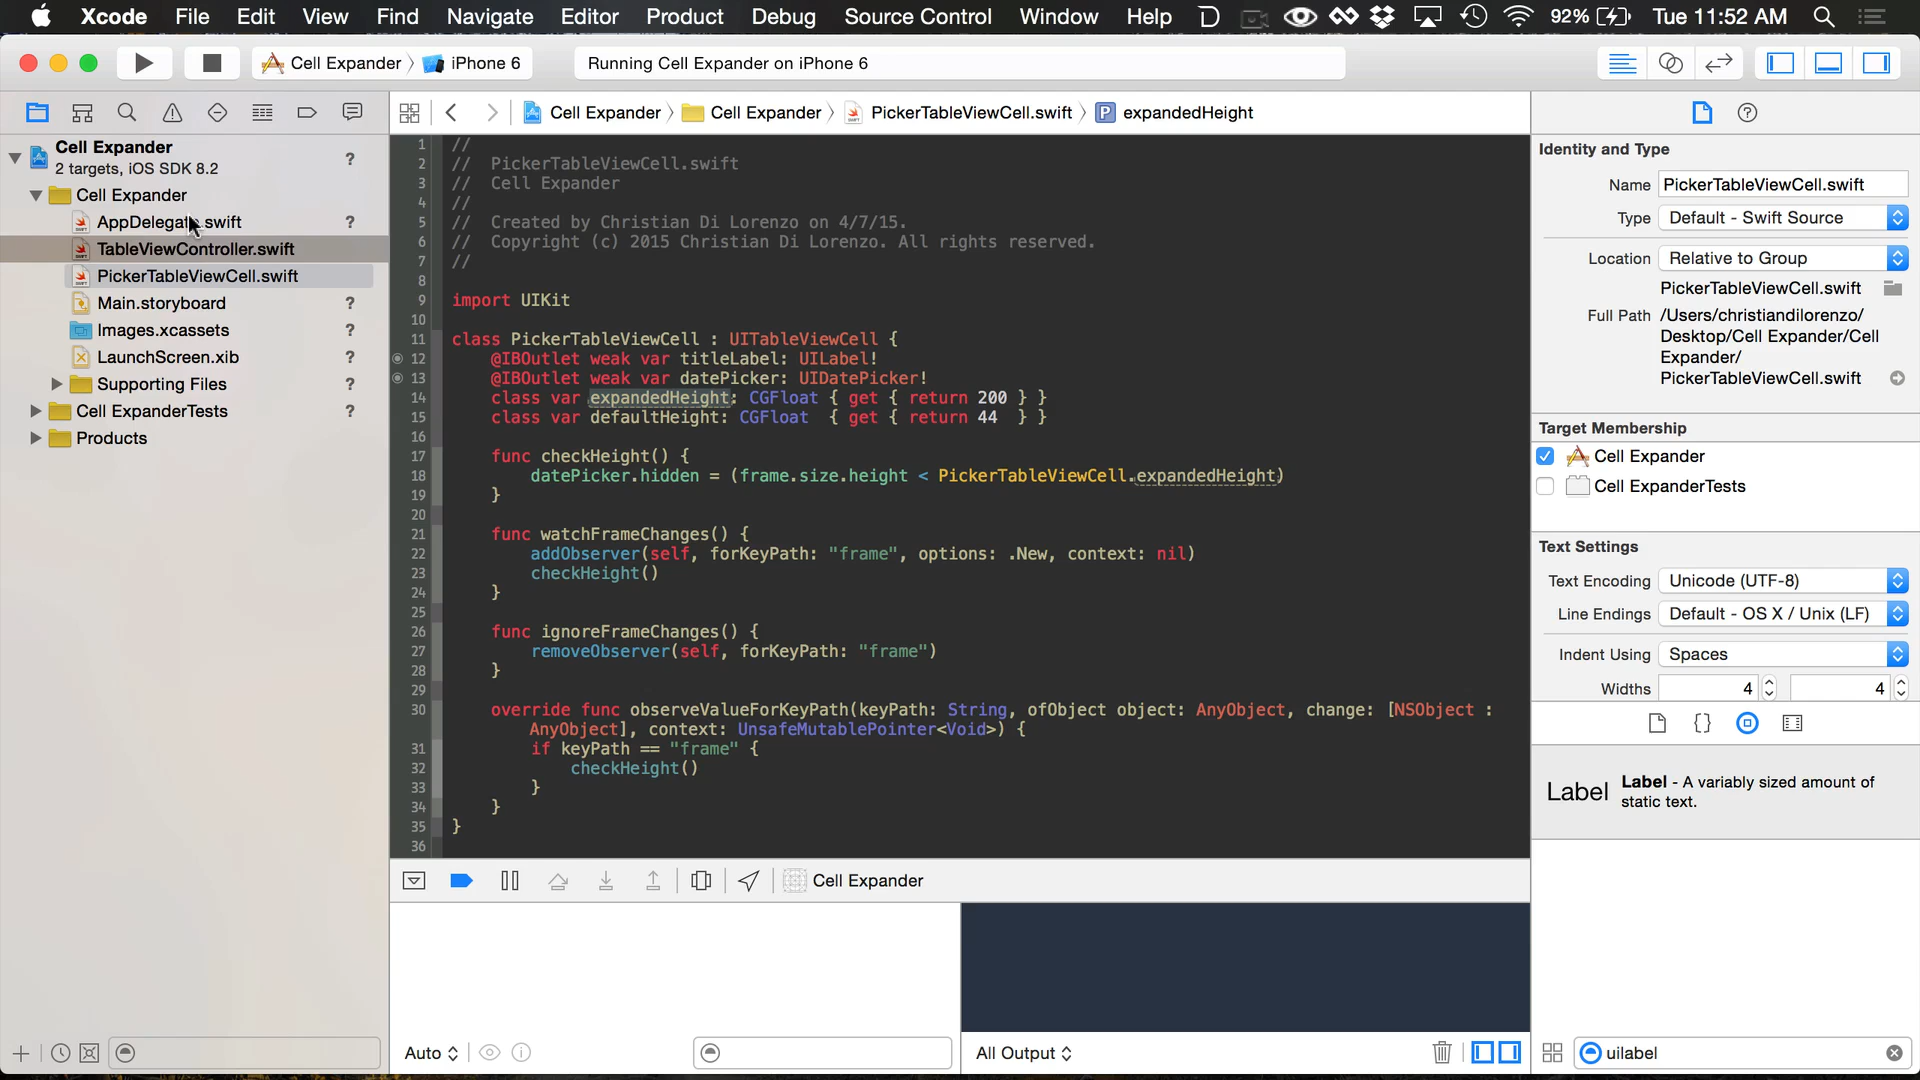 Xcode File Edit View Find Navigate Editor Product Debug Source Control Window Help 92% Tue 11:52 AM
Cell Expander iPhone 6 Running Cell Expander on iPhone 6
Cell Expander Cell Expander PickerTableViewCell.swift P expandedHeight
Cell Expander
2 targets, iOS SDK 8.2 ?
Cell Expander
AppDelegate.swift ?
TableViewController.swift
PickerTableViewCell.swift
Main.storyboard ?
Images.xcassets ?
LaunchScreen.xib ?
Supporting Files ?
Cell ExpanderTests ?
Products
1 //
2 // PickerTableViewCell.swift
3 // Cell Expander
4 //
5 // Created by Christian Di Lorenzo on 4/7/15.
6 // Copyright (c) 2015 Christian Di Lorenzo. All rights reserved.
7 //
8
9 import UIKit
10
11 class PickerTableViewCell : UITableViewCell {
12 @IBOutlet weak var titleLabel: UILabel!
13 @IBOutlet weak var datePicker: UIDatePicker!
14 class var expandedHeight: CGFloat { get { return 200 } }
15 class var defaultHeight: CGFloat { get { return 44 } }
16
17 func checkHeight() {
18 datePicker.hidden = (frame.size.height < PickerTableViewCell.expandedHeight)
19 }
20
21 func watchFrameChanges() {
22 addObserver(self, forKeyPath: "frame", options: .New, context: nil)
23 checkHeight()
24 }
25
26 func ignoreFrameChanges() {
27 removeObserver(self, forKeyPath: "frame")
28 }
29
30 override func observeValueForKeyPath(keyPath: String, ofObject object: AnyObject, change: [NSObject :
AnyObject], context: UnsafeMutablePointer<Void>) {
31 if keyPath == "frame" {
32 checkHeight()
33 }
34 }
35 }
36
Cell Expander
Auto
All Output
Identity and Type
Name PickerTableViewCell.swift
Type Default - Swift Source
Location Relative to Group
PickerTableViewCell.swift
Full Path /Users/christiandilorenzo/
Desktop/Cell Expander/Cell
Expander/
PickerTableViewCell.swift
Target Membership
Cell Expander
Cell ExpanderTests
Text Settings
Text Encoding Unicode (UTF-8)
Line Endings Default - OS X / Unix (LF)
Indent Using Spaces
Widths 4 4
{}
Label Label - A variably sized amount of
static text.
uilabel